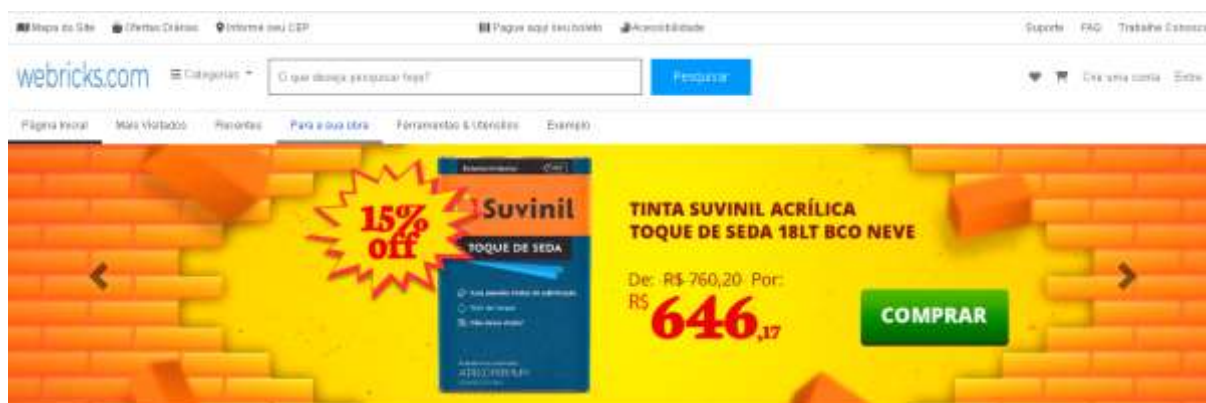 Mapa do Site Ofertas Diárias Informe seu CEP Pague aqui seu boleto Acessibilidade Suporte FAQ Trabalhe Conosco
webricks.com Categorias O que deseja pesquisar hoje? Pesquisar Crie uma conta Entre
Página Inicial Mais Visitados Recentes Para a sua obra Ferramentas & Utensílios Exemplo
15%
off
Suvinil
TOQUE DE SEDA
TINTA SUVINIL ACRÍLICA
TOQUE DE SEDA 18LT BCO NEVE
De: R$ 760,20 Por:
R$ 646,17
COMPRAR